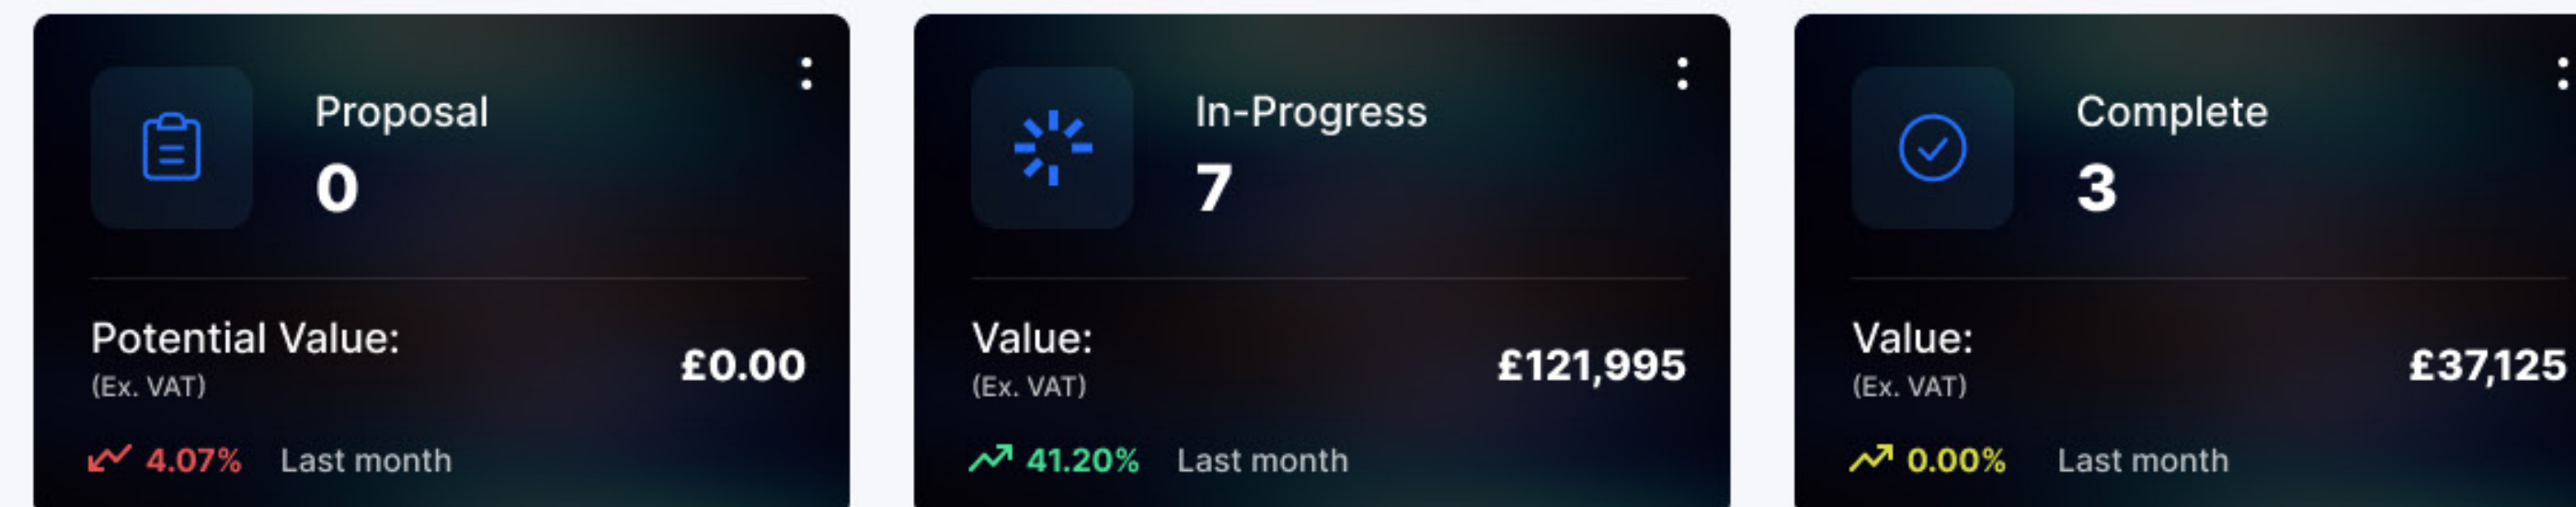 Proposal
0
Potential Value:
(Ex. VAT)
£0.00
4.07% Last month
In-Progress
7
Value:
(Ex. VAT)
£121,995
41.20% Last month
Complete
3
Value:
(Ex. VAT)
£37,125
0.00% Last month